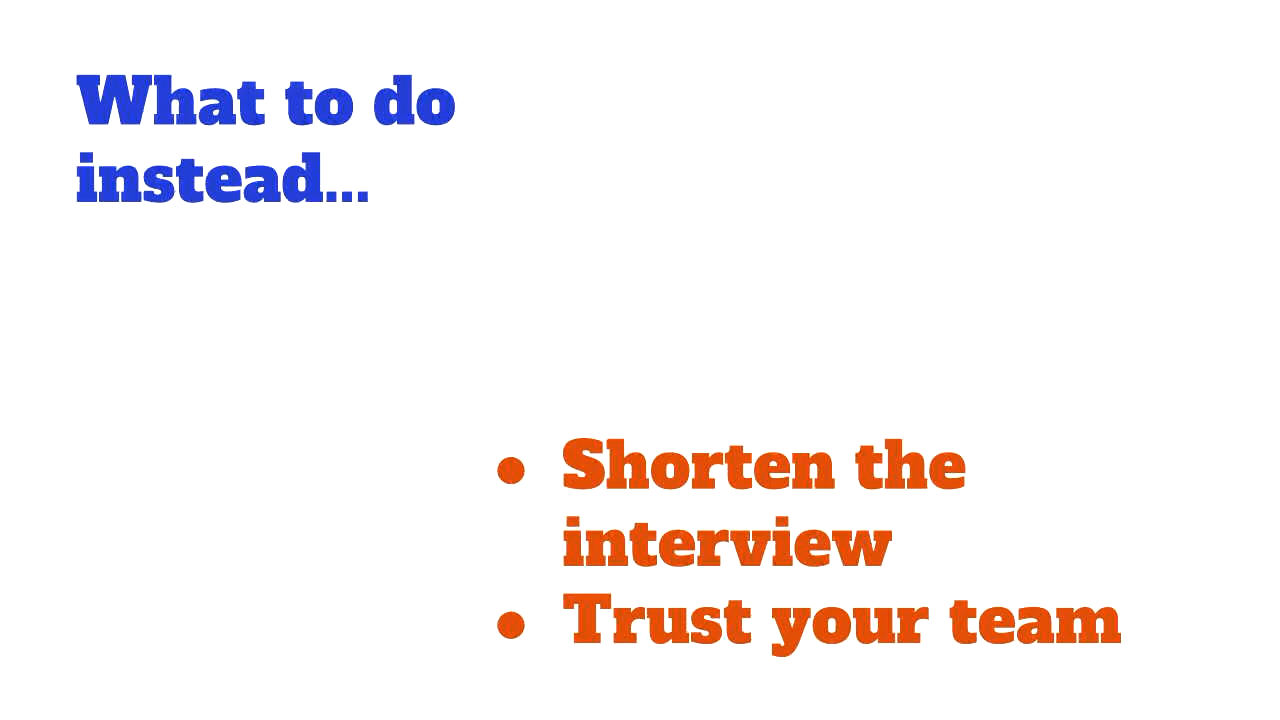 What to do
instead...
● Shorten the
interview
● Trust your team